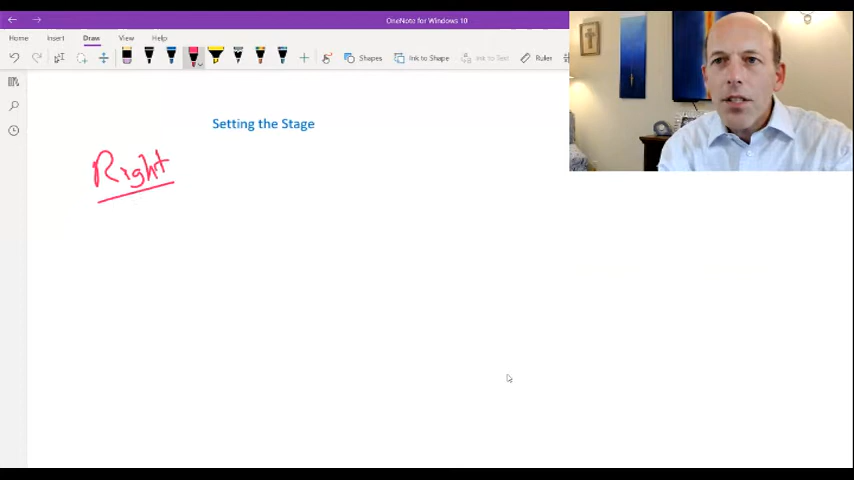 OneNote for Windows 10
Home Insert Draw View Help
Shapes Ink to Shape Ink to Text Ruler
Setting the Stage
Right